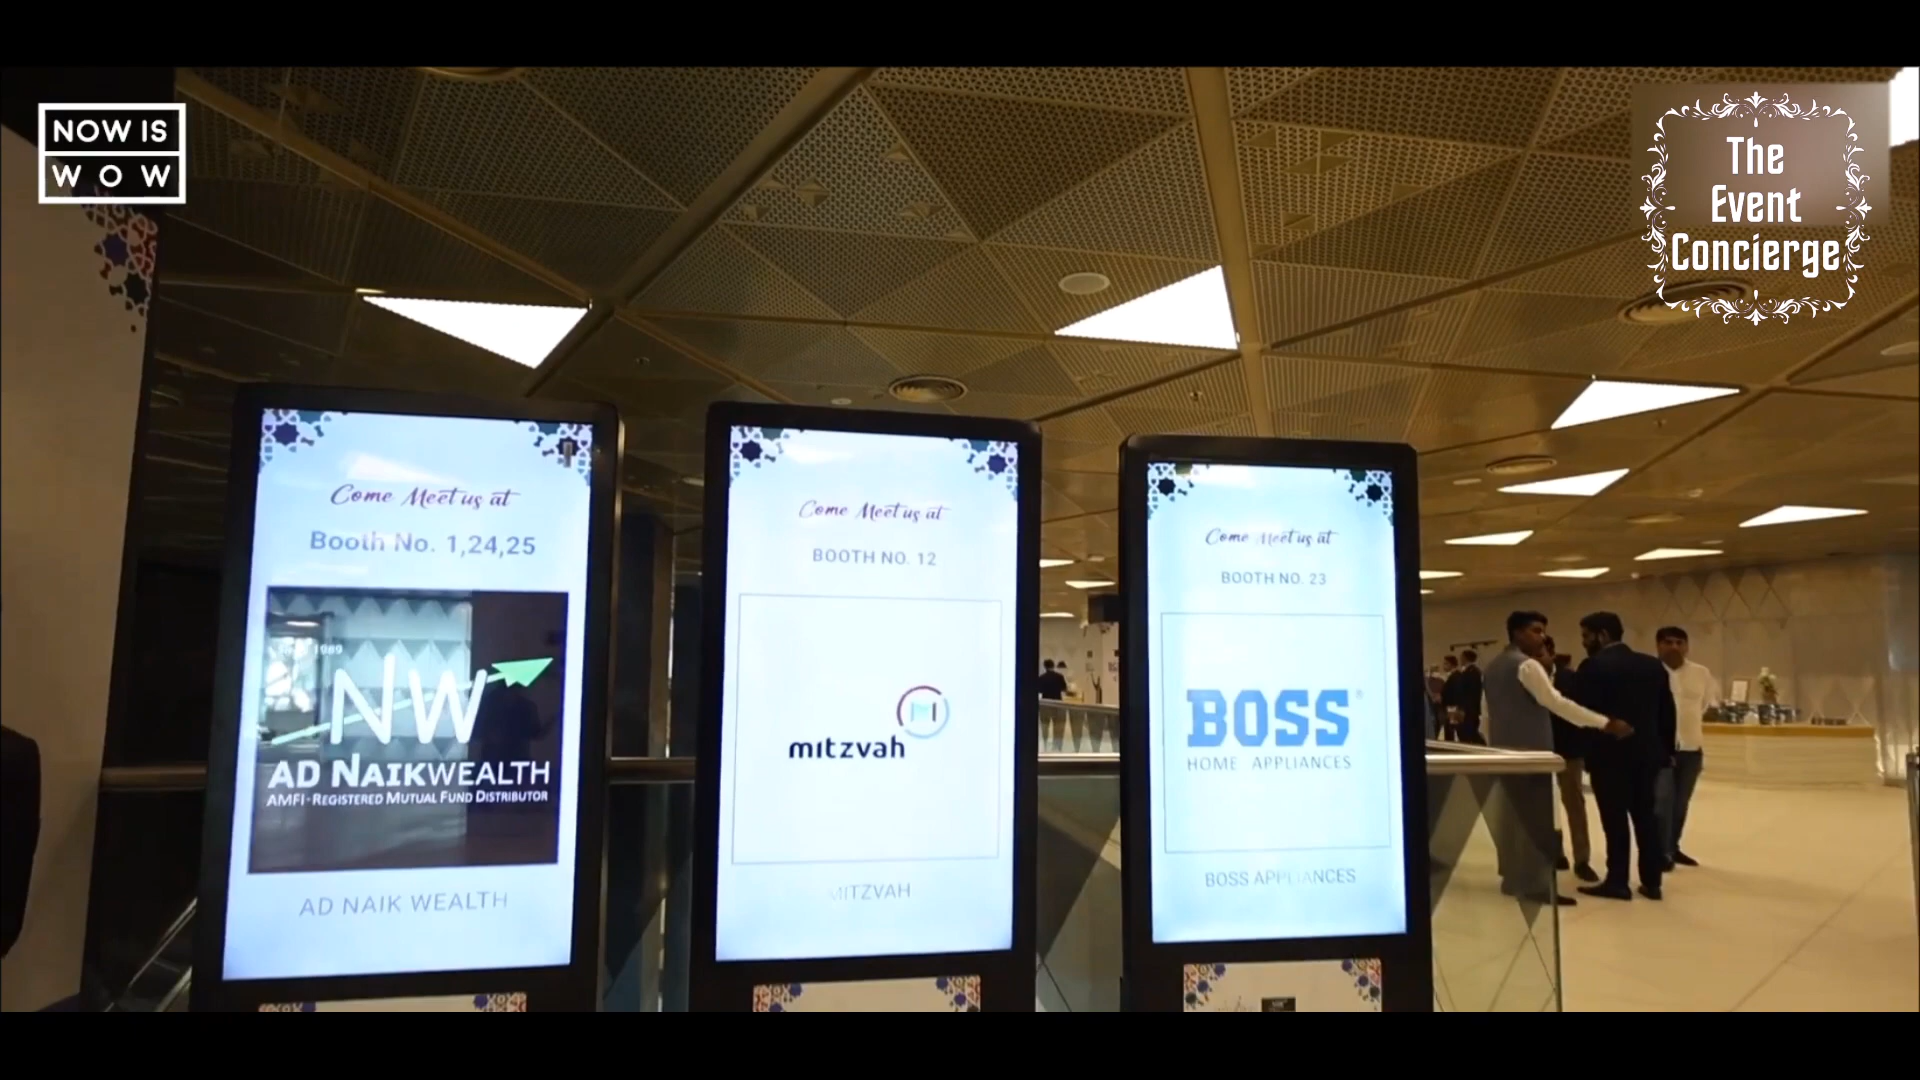 NOW IS
WOW
The
Event
Concierge
Come Meet us at
Booth No. 1,24,25
1989
NW
AD NAIKWEALTH
AMFI-REGISTERED MUTUAL FUND DISTRIBUTOR
AD NAIK WEALTH
Come Meet us at
BOOTH NO. 12
M
mitzvah
MITZVAH
Come Meet us at
BOOTH NO. 23
BOSS®
HOME APPLIANCES
BOSS APPLIANCES